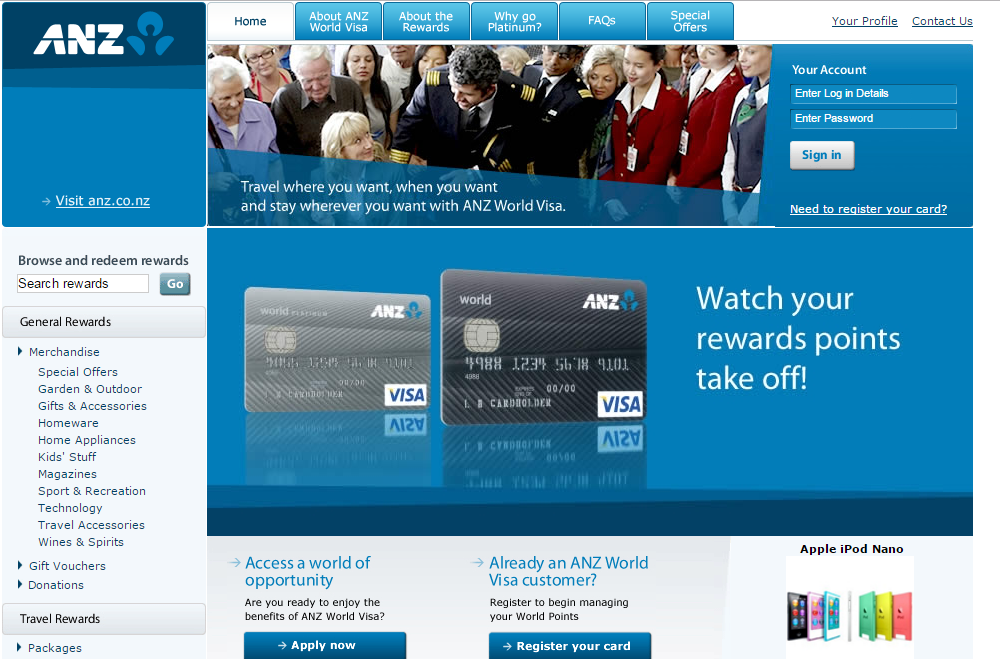 ANZ
Visit anz.co.nz
Home
About ANZ
World Visa
About the
Rewards
Why go
Platinum?
FAQs
Special
Offers
Your Profile
Contact Us
Travel where you want, when you want
and stay wherever you want with ANZ World Visa.
Your Account
Enter Log in Details
Enter Password
Sign in
Need to register your card?
Browse and redeem rewards
Search rewards
Go
General Rewards
Merchandise
Special Offers
Garden & Outdoor
Gifts & Accessories
Homeware
Home Appliances
Kids' Stuff
Magazines
Sport & Recreation
Technology
Travel Accessories
Wines & Spirits
Gift Vouchers
Donations
Travel Rewards
Packages
world PLATINUM
ANZ
4988 1234 5678 9101
4988
00/00
I. B CARDHOLDER
VISA
world
ANZ
4988 1234 5678 9101
4988
00/00
I. B CARDHOLDER
VISA
Watch your
rewards points
take off!
Access a world of
opportunity
Are you ready to enjoy the
benefits of ANZ World Visa?
Apply now
Already an ANZ World
Visa customer?
Register to begin managing
your World Points
Register your card
Apple iPod Nano